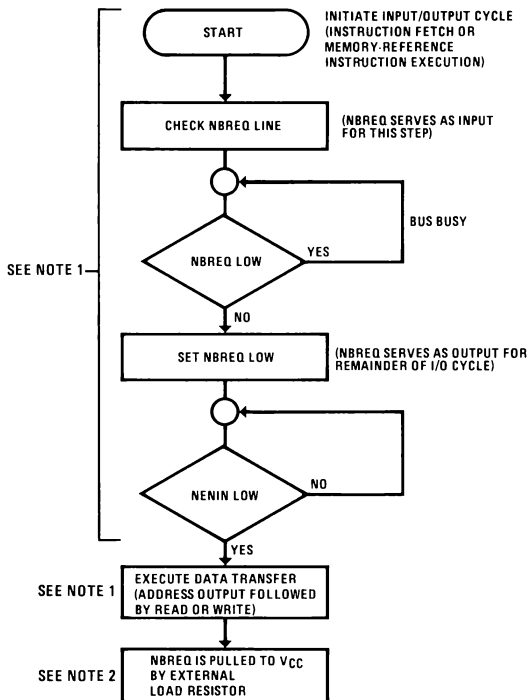 START
INITIATE INPUT/OUTPUT CYCLE
(INSTRUCTION FETCH OR
MEMORY-REFERENCE
INSTRUCTION EXECUTION)
CHECK NBREQ LINE
(NBREQ SERVES AS INPUT
FOR THIS STEP)
BUS BUSY
NBREQ LOW
YES
SEE NOTE 1
NO
SET NBREQ LOW
(NBREQ SERVES AS OUTPUT FOR
REMAINDER OF I/O CYCLE)
NENIN LOW
NO
YES
SEE NOTE 1
EXECUTE DATA TRANSFER
(ADDRESS OUTPUT FOLLOWED
BY READ OR WRITE)
SEE NOTE 2
NBREQ IS PULLED TO VCC
BY EXTERNAL
LOAD RESISTOR